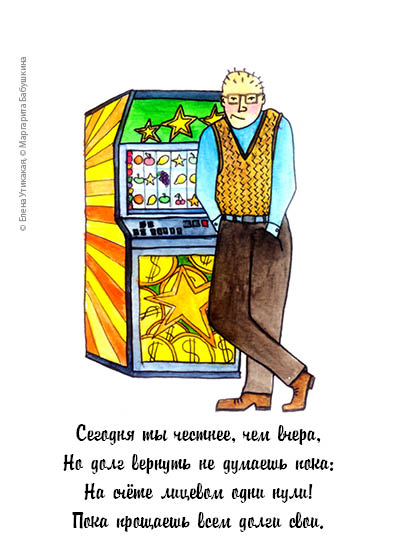 © Елена Утикакая, © Маргарита Бабушкина
Сегодня ты честнее, чем вчера,
Но долг вернуть не думаешь пока:
На счёте лицевом одни нули!
Пока прощаешь всем долги свои.